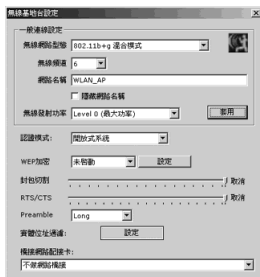 無線基地台設定
一般連線設定
無線網路型態 802.11b+g 混合模式
無線頻道 6
網路名稱 WLAN_AP
隱藏網路名稱
無線發射功率 Level 0 (最大功率) 套用
認證模式: 開放式系統
WEP加密 未啓動 設定
封包切割 取消
RTS/CTS 取消
Preamble Long
實體位址過濾: 設定
橋接網路配接卡:
不做網路橋接